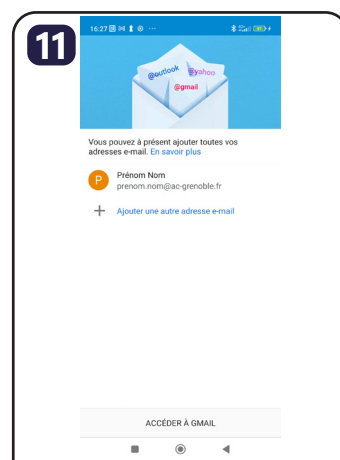 11
16:27
@outlook
@yahoo
@gmail
Vous pouvez à présent ajouter toutes vos
adresses e-mail. En savoir plus
P
Prénom Nom
prenom.nom@ac-grenoble.fr
Ajouter une autre adresse e-mail
ACCÉDER À GMAIL